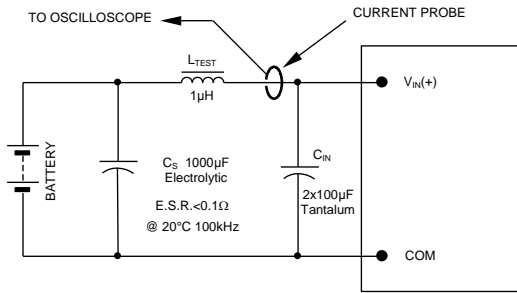 TO OSCILLOSCOPE
CURRENT PROBE
LTEST
1μH
VIN(+)
BATTERY
CS 1000μF
Electrolytic
E.S.R.<0.1Ω
@ 20°C 100kHz
CIN
2x100μF
Tantalum
COM